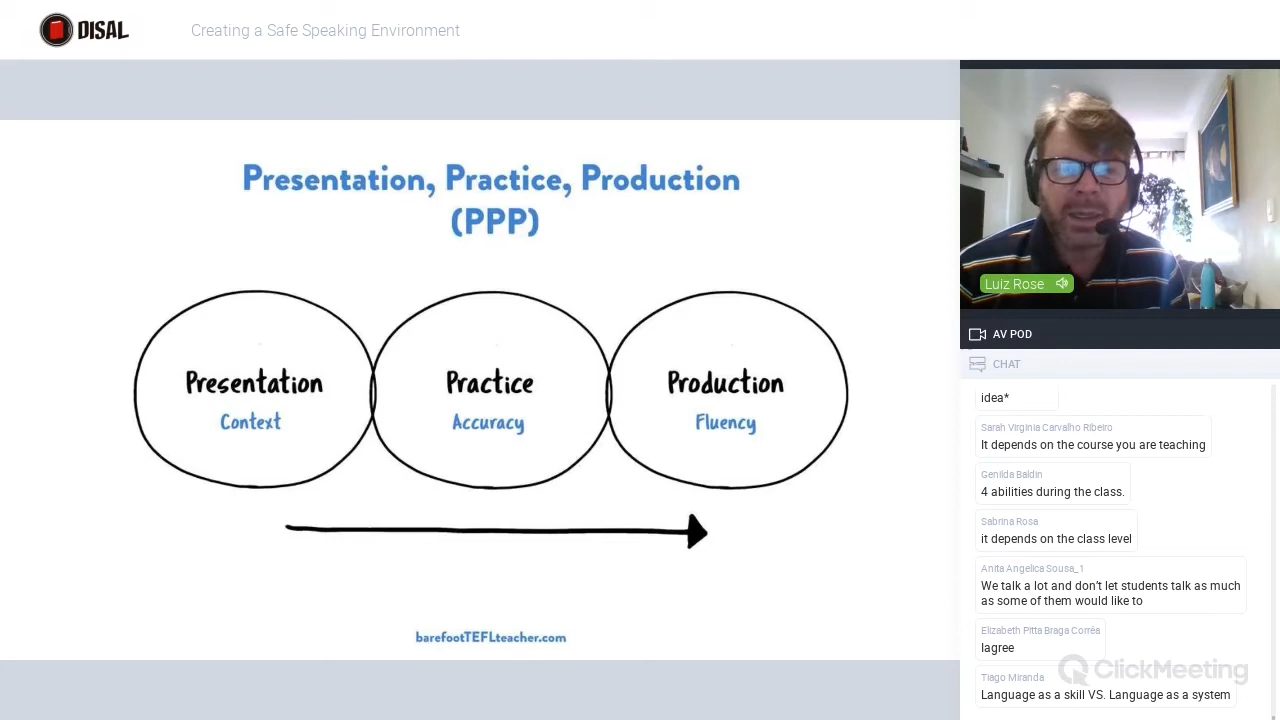 DISAL
Creating a Safe Speaking Environment
Presentation, Practice, Production
(PPP)
Presentation
Context
Practice
Accuracy
Production
Fluency
barefootTEFLteacher.com
Luiz Rose
AV POD
CHAT
idea*
Sarah Virginia Carvalho Ribeiro
It depends on the course you are teaching
Genilda Baldin
4 abilities during the class.
Sabrina Rosa
it depends on the class level
Anita Angelica Sousa_1
We talk a lot and don't let students talk as much
as some of them would like to
Elizabeth Pitta Braga Corrêa
Iagree
Tiago Miranda
Language as a skill VS. Language as a system
ClickMeeting